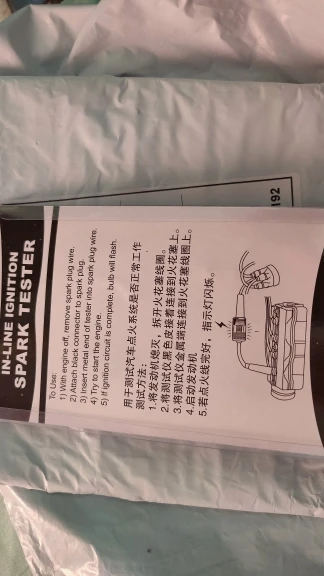 IN-LINE IGNITION
SPARK TESTER
To Use:
1) With engine off, remove spark plug wire.
2) Attach black connector to spark plug.
3) Insert metal end of tester into spark plug wire.
4) Try to start the engine.
5) If ignition circuit is complete, bulb will flash.
用于测试汽车点火系统是否正常工作
测试方法：
1.将发动机熄灭，拆开火花塞线圈。
2.将测试仪黑色皮接着连接到火花塞上。
3.将测试仪金属端连接到火花塞线圈上。
4.启动发动机
5.若点火线完好，指示灯闪烁。
192